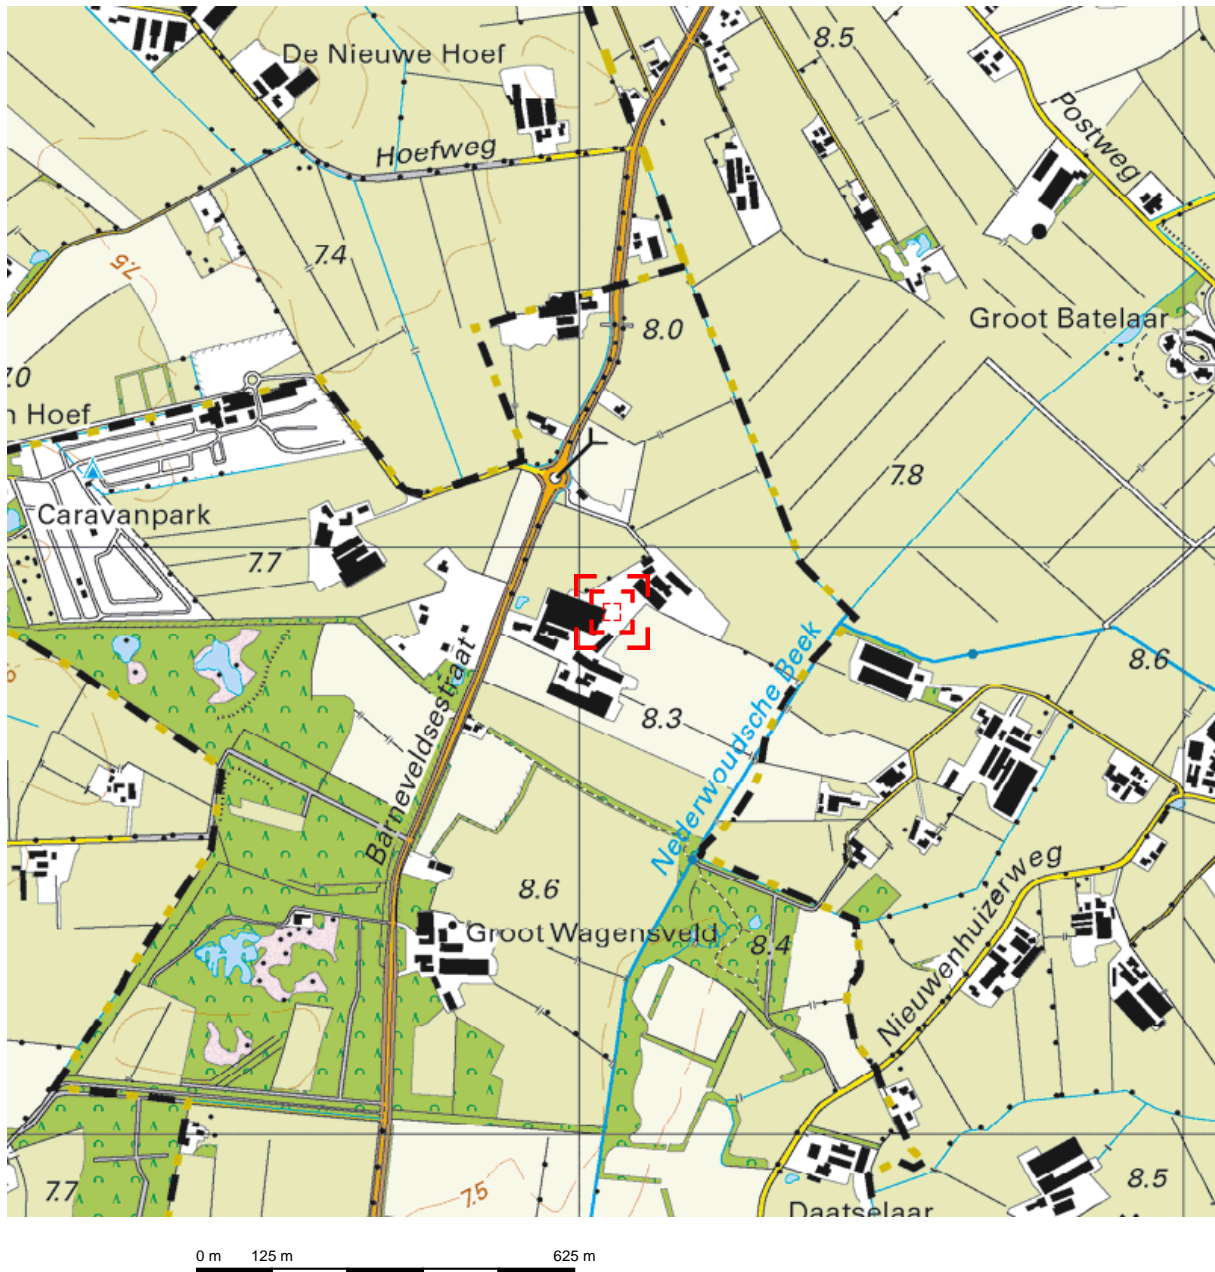 8.5
De Nieuwe Hoef
Postweg
Hoefweg
7.4
7.5
8.0
Groot Batelaar
7.0
n Hoef
7.8
Caravanpark
7.7
8.6
Barneveldsestraat
8.3
Nederwoudsche Beek
8.6
Groot Wagensveld
8.4
Nieuwenhuizerweg
7.7
7.5
8.5
Daatselaar
0 m 125 m 625 m